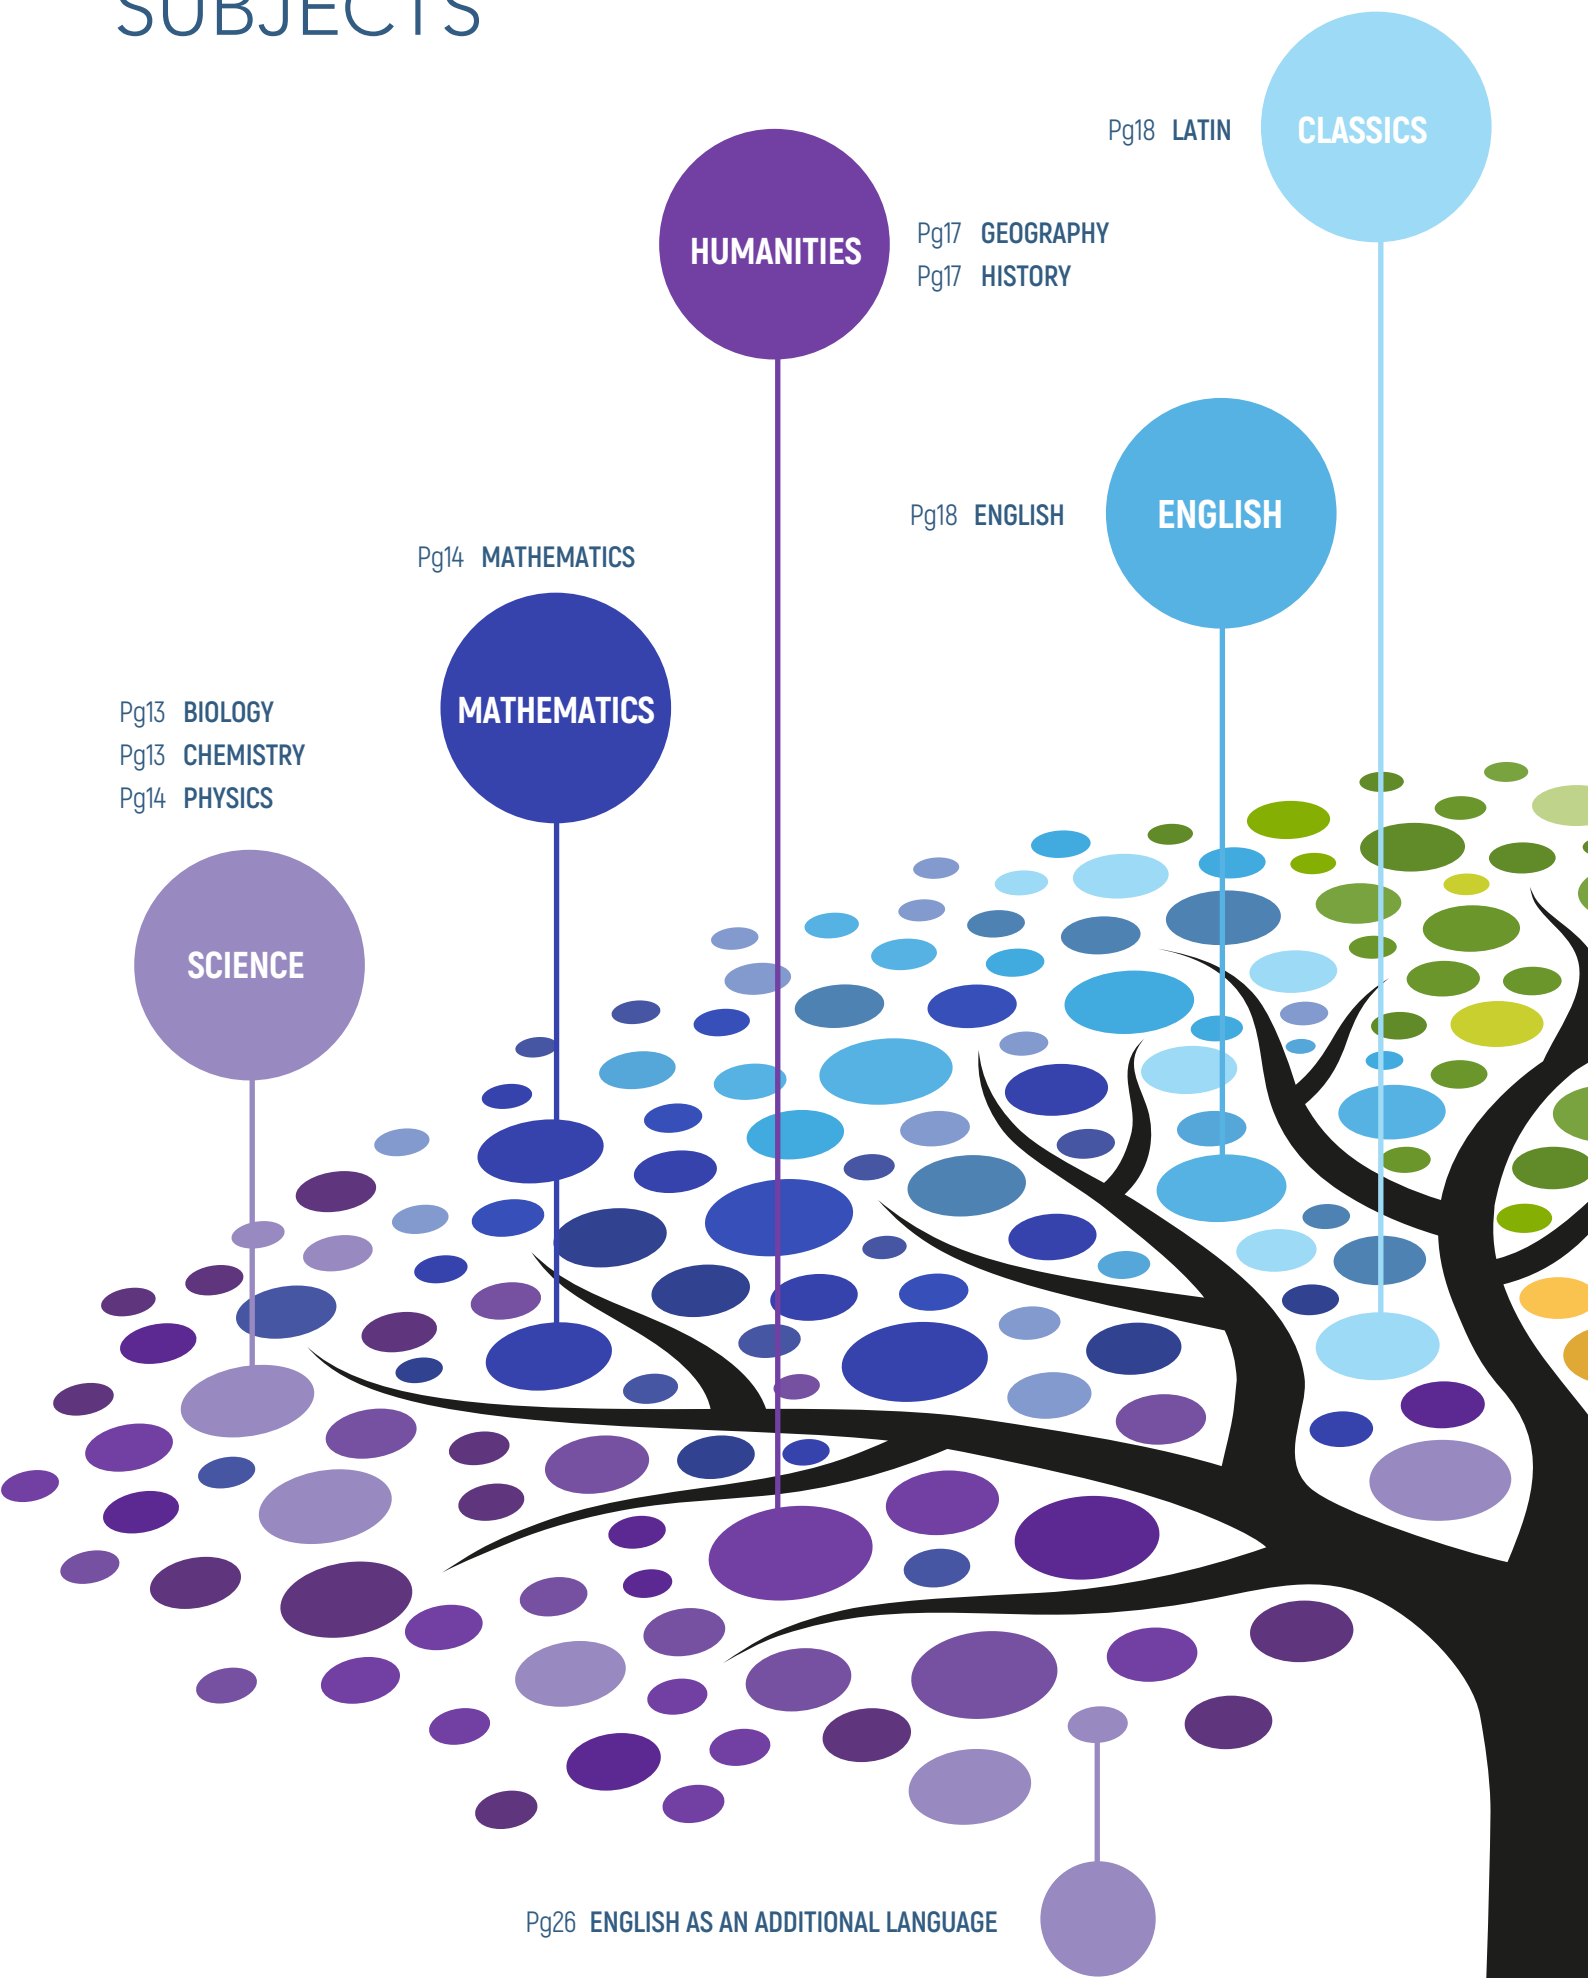 SUBJECTS
Pg18 LATIN
CLASSICS
HUMANITIES
Pg17 GEOGRAPHY
Pg17 HISTORY
Pg18 ENGLISH
ENGLISH
Pg14 MATHEMATICS
MATHEMATICS
Pg13 BIOLOGY
Pg13 CHEMISTRY
Pg14 PHYSICS
SCIENCE
Pg26 ENGLISH AS AN ADDITIONAL LANGUAGE